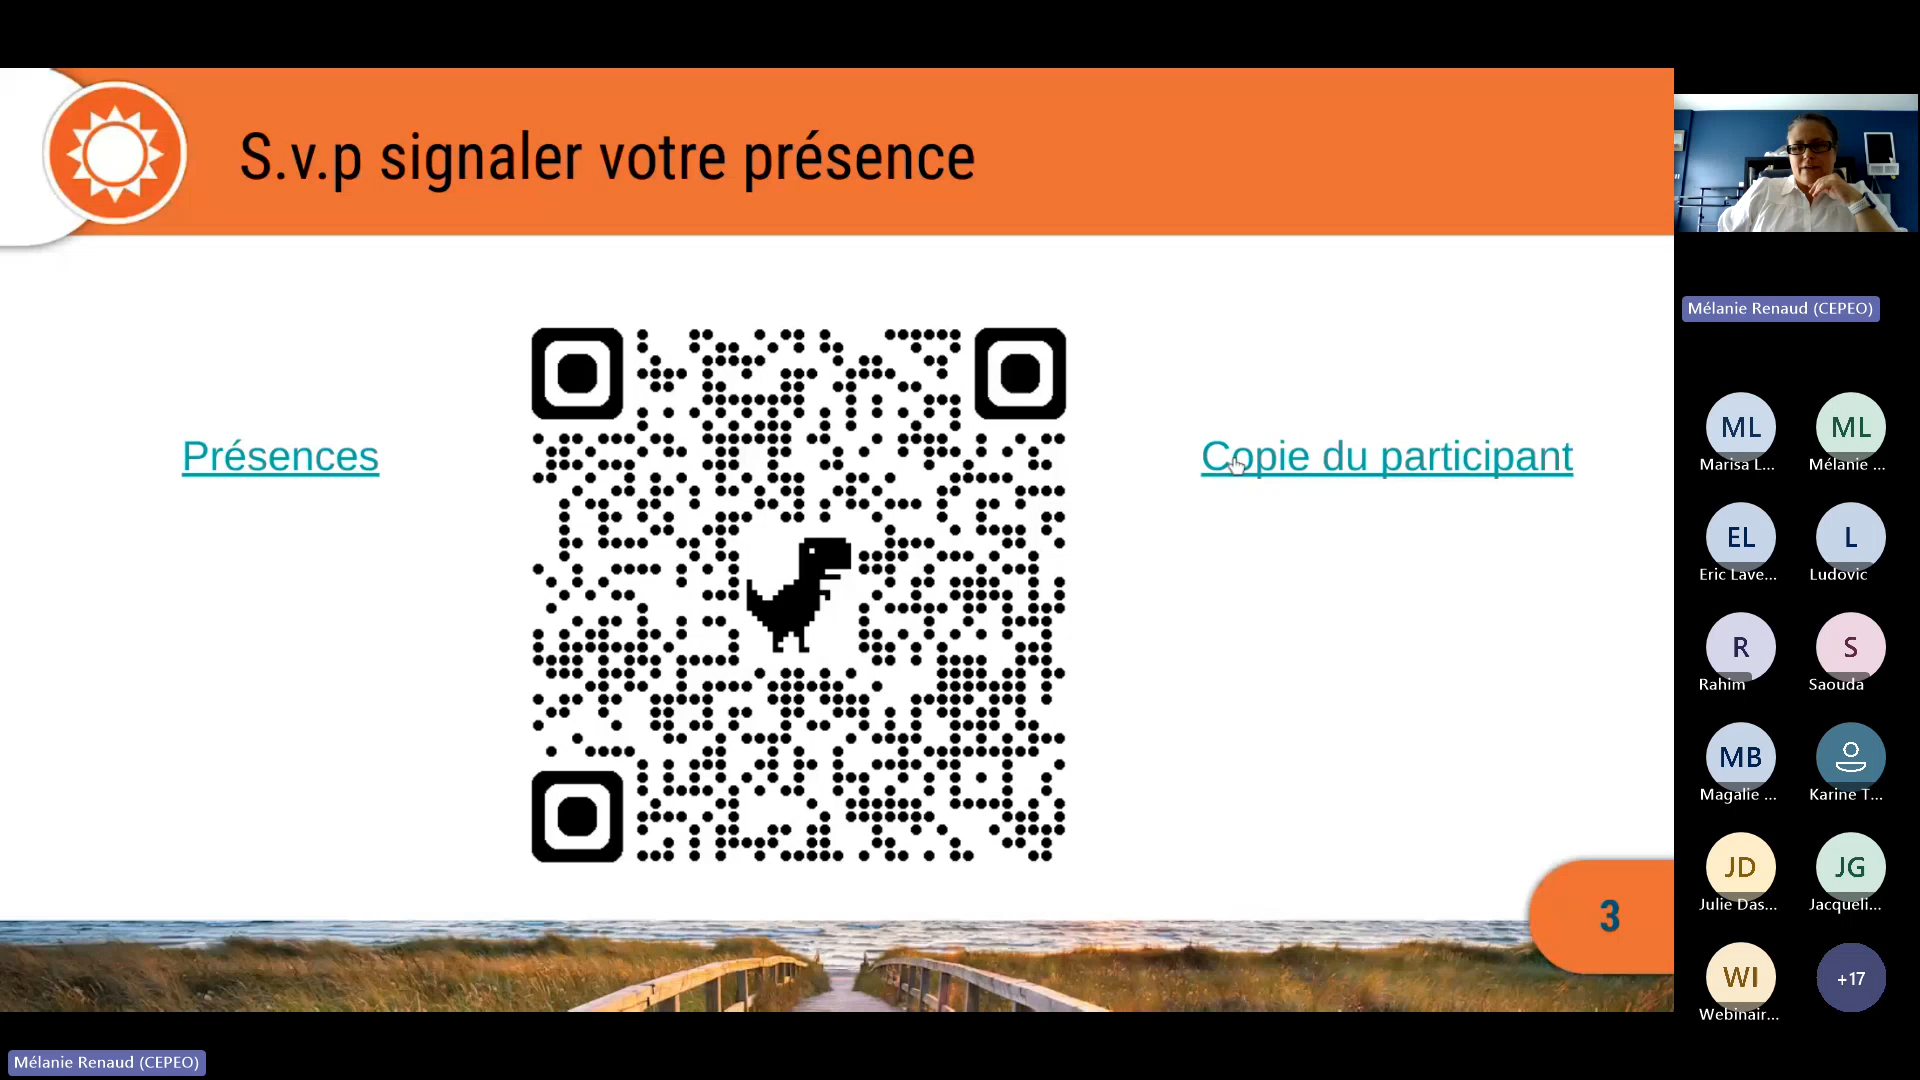 S.v.p signaler votre présence
Présences
Copie du participant
3
Mélanie Renaud (CEPEO)
ML
ML
Marisa L...
Mélanie ...
EL
L
Eric Lave...
Ludovic
R
S
Rahim
Saouda
MB
Magalie ...
Karine T...
JD
JG
Julie Das...
Jacqueli...
WI
+17
Webinair...
Mélanie Renaud (CEPEO)